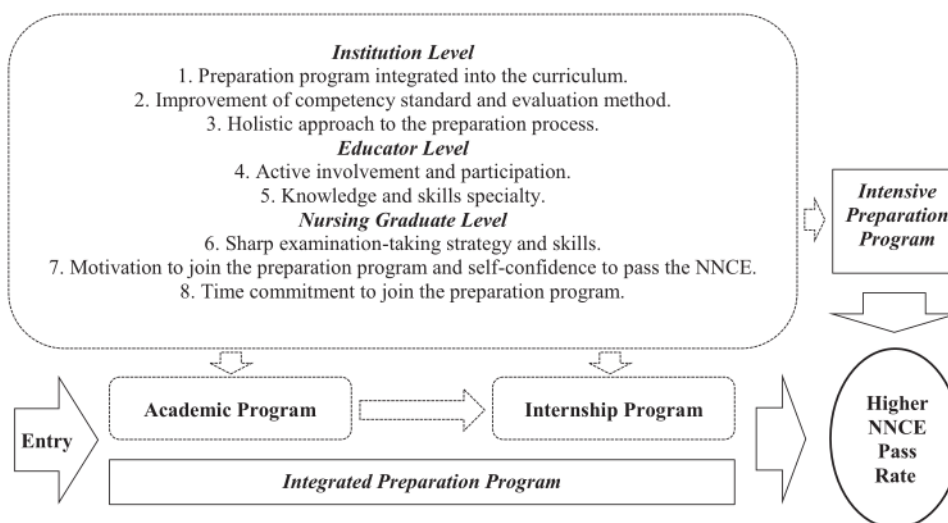 Institution Level
1. Preparation program integrated into the curriculum.
2. Improvement of competency standard and evaluation method.
3. Holistic approach to the preparation process.
Educator Level
4. Active involvement and participation.
5. Knowledge and skills specialty.
Nursing Graduate Level
6. Sharp examination-taking strategy and skills.
7. Motivation to join the preparation program and self-confidence to pass the NNCE.
8. Time commitment to join the preparation program.
Intensive
Preparation
Program
Entry
Academic Program
Internship Program
Integrated Preparation Program
Higher
NNCE
Pass
Rate